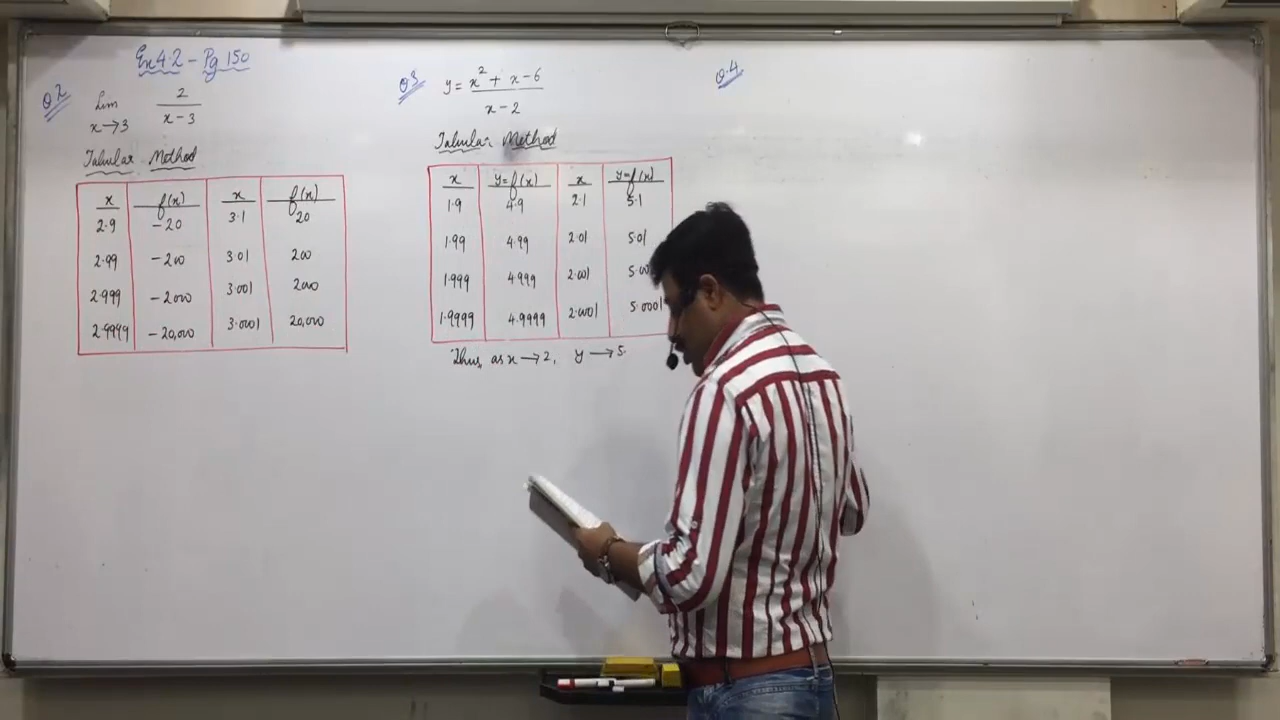 Ex 4.2 - Pg 150
Q2
Lim x→3 2/(x-3)
Tabular Method
x f(x) x f(x)
2.9 -20 3.1 20
2.99 -200 3.01 200
2.999 -2000 3.001 2000
2.9999 -20,000 3.0001 20,000
Q3
y = (x² + x - 6)/(x - 2)
Tabular Method
x y=f(x) x y=f(x)
1.9 4.9 2.1 5.1
1.99 4.99 2.01 5.01
1.999 4.999 2.001 5.00
1.9999 4.9999 2.0001 5.0001
Thus, as x→2, y→5.
Q.4